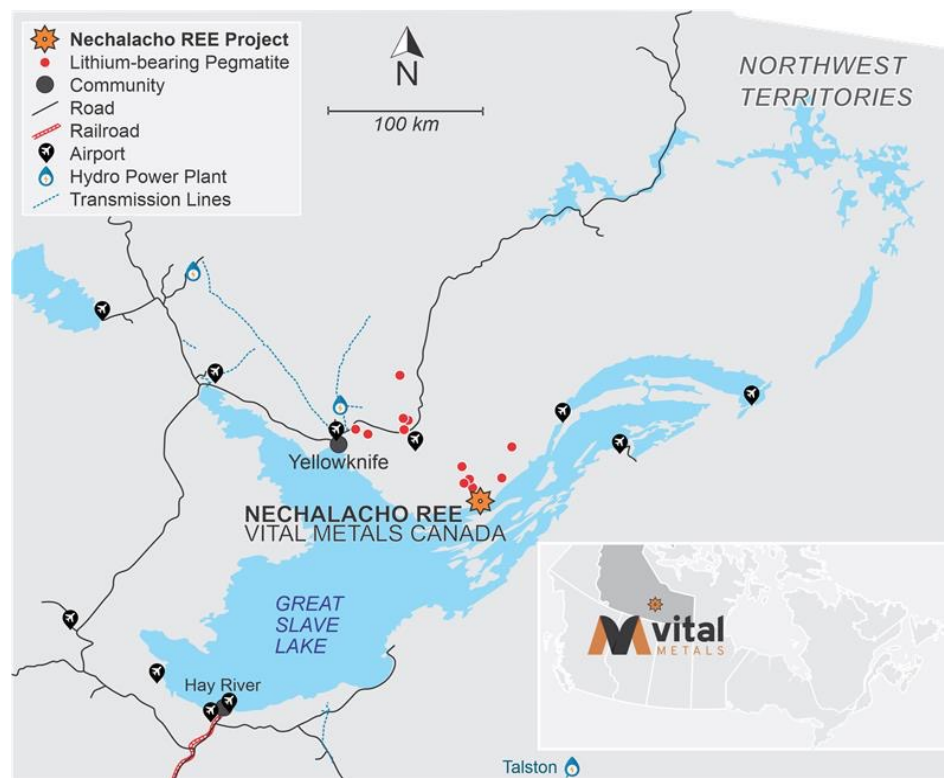 Nechalacho REE Project
Lithium-bearing Pegmatite
Community
Road
Railroad
Airport
Hydro Power Plant
Transmission Lines
N
100 km
NORTHWEST
TERRITORIES
Yellowknife
NECHALACHO REE
VITAL METALS CANADA
GREAT
SLAVE
LAKE
Hay River
vital
METALS
Talston